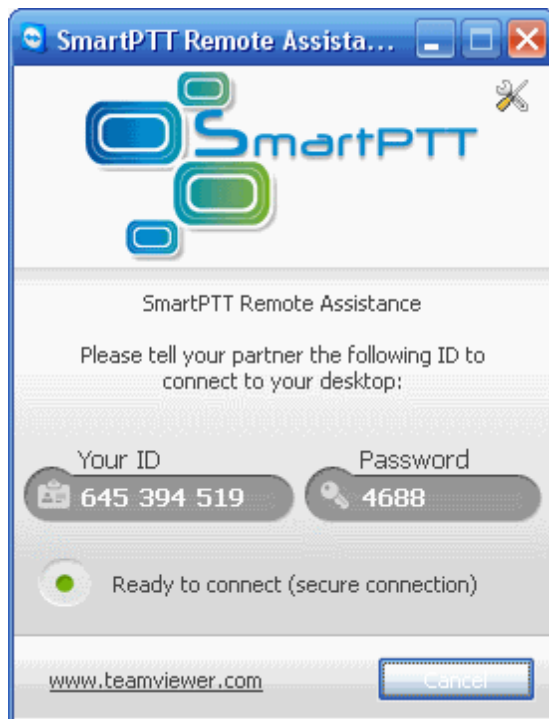 SmartPTT Remote Assista...
SmartPTT
SmartPTT Remote Assistance
Please tell your partner the following ID to
connect to your desktop:
Your ID Password
645 394 519 4688
Ready to connect (secure connection)
www.teamviewer.com Cancel